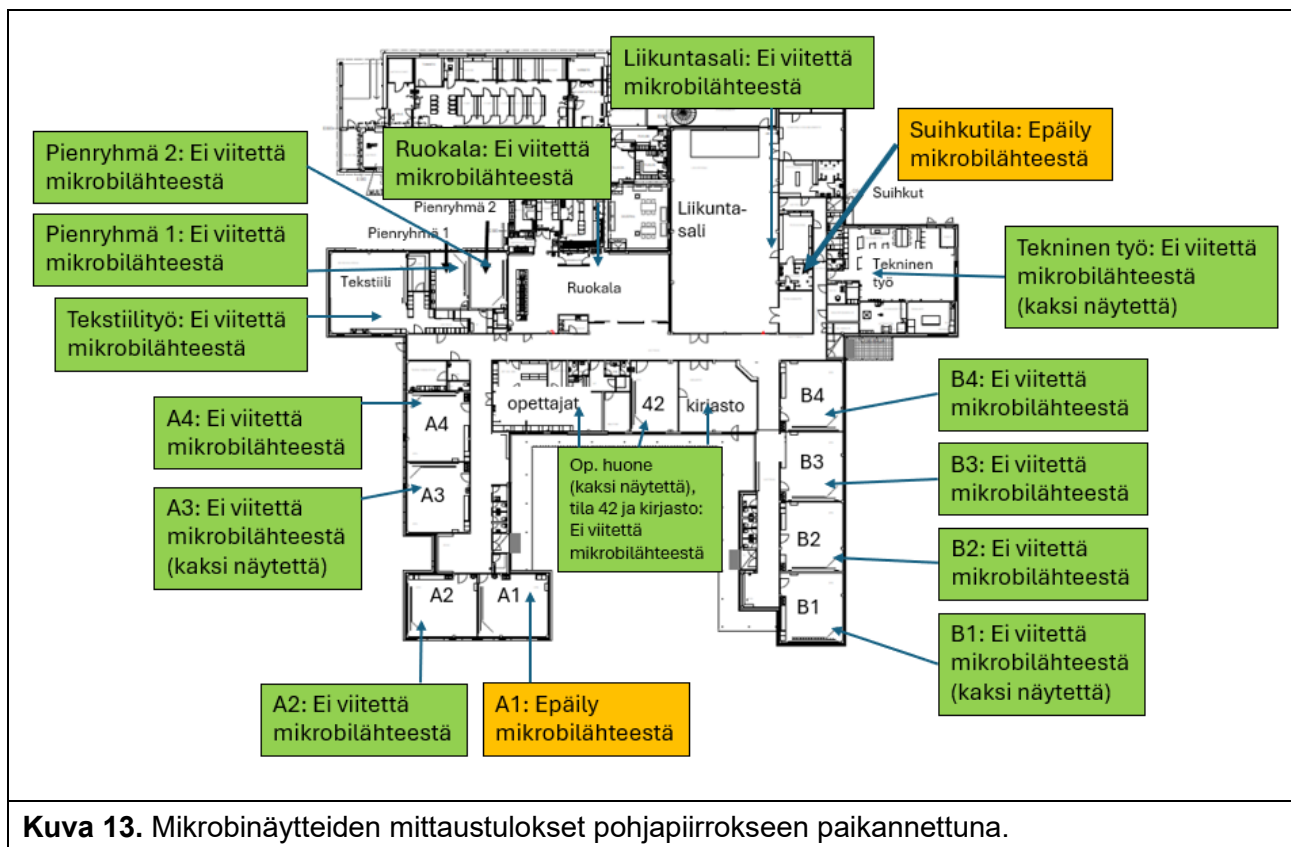 Liikuntasali: Ei viitettä
mikrobilähteestä
Suihkutila: Epäily
mikrobilähteestä
Pienryhmä 2: Ei viitettä
mikrobilähteestä
Ruokala: Ei viitettä
mikrobilähteestä
Pienryhmä 2
Suihkut
Pienryhmä 1: Ei viitettä
mikrobilähteestä
Pienryhmä 1
Liikunta-
sali
Tekninen työ: Ei viitettä
mikrobilähteestä
(kaksi näytettä)
Tekstiili
Ruokala
Tekninen
työ
Tekstiilityö: Ei viitettä
mikrobilähteestä
A4: Ei viitettä
mikrobilähteestä
A4
opettajat
42
kirjasto
B4
B4: Ei viitettä
mikrobilähteestä
A3: Ei viitettä
mikrobilähteestä
(kaksi näytettä)
A3
Op. huone
(kaksi näytettä),
tila 42 ja kirjasto:
Ei viitettä
mikrobilähteestä
B3
B3: Ei viitettä
mikrobilähteestä
B2
B2: Ei viitettä
mikrobilähteestä
A2
A1
B1
B1: Ei viitettä
mikrobilähteestä
(kaksi näytettä)
A2: Ei viitettä
mikrobilähteestä
A1: Epäily
mikrobilähteestä
Kuva 13. Mikrobinäytteiden mittaustulokset pohjapiirrokseen paikannettuna.